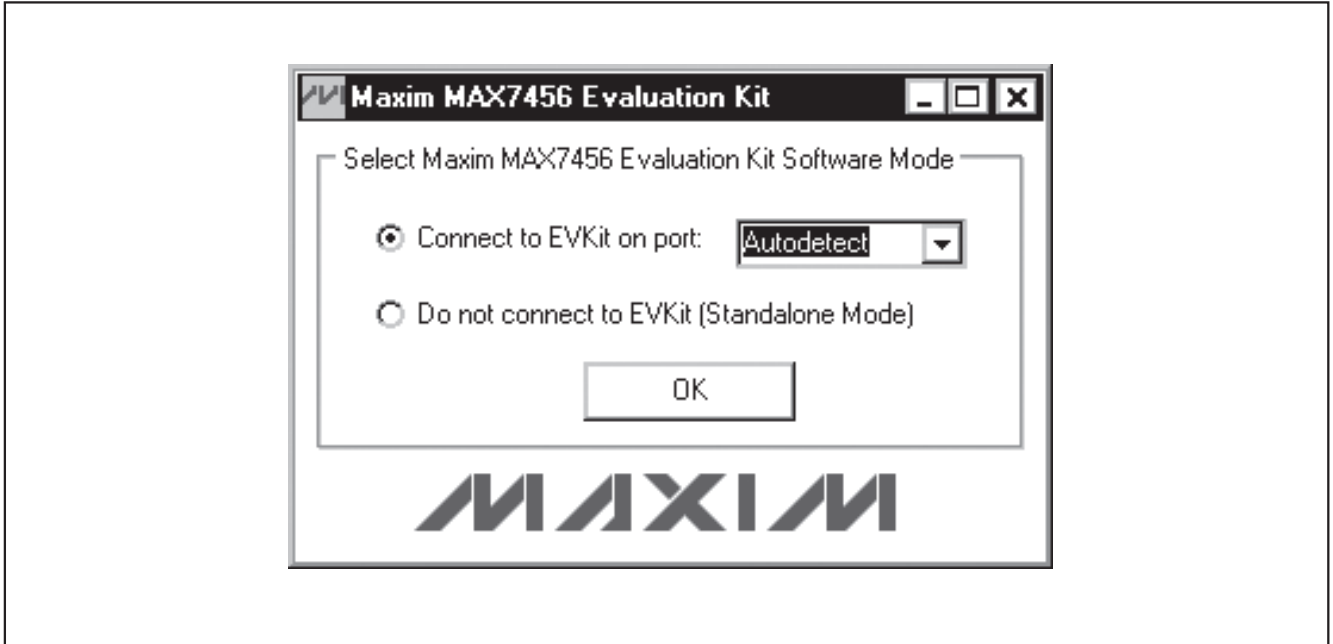 Maxim MAX7456 Evaluation Kit
Select Maxim MAX7456 Evaluation Kit Software Mode
Connect to EVKit on port: Autodetect
Do not connect to EVKit (Standalone Mode)
OK
MAXIM